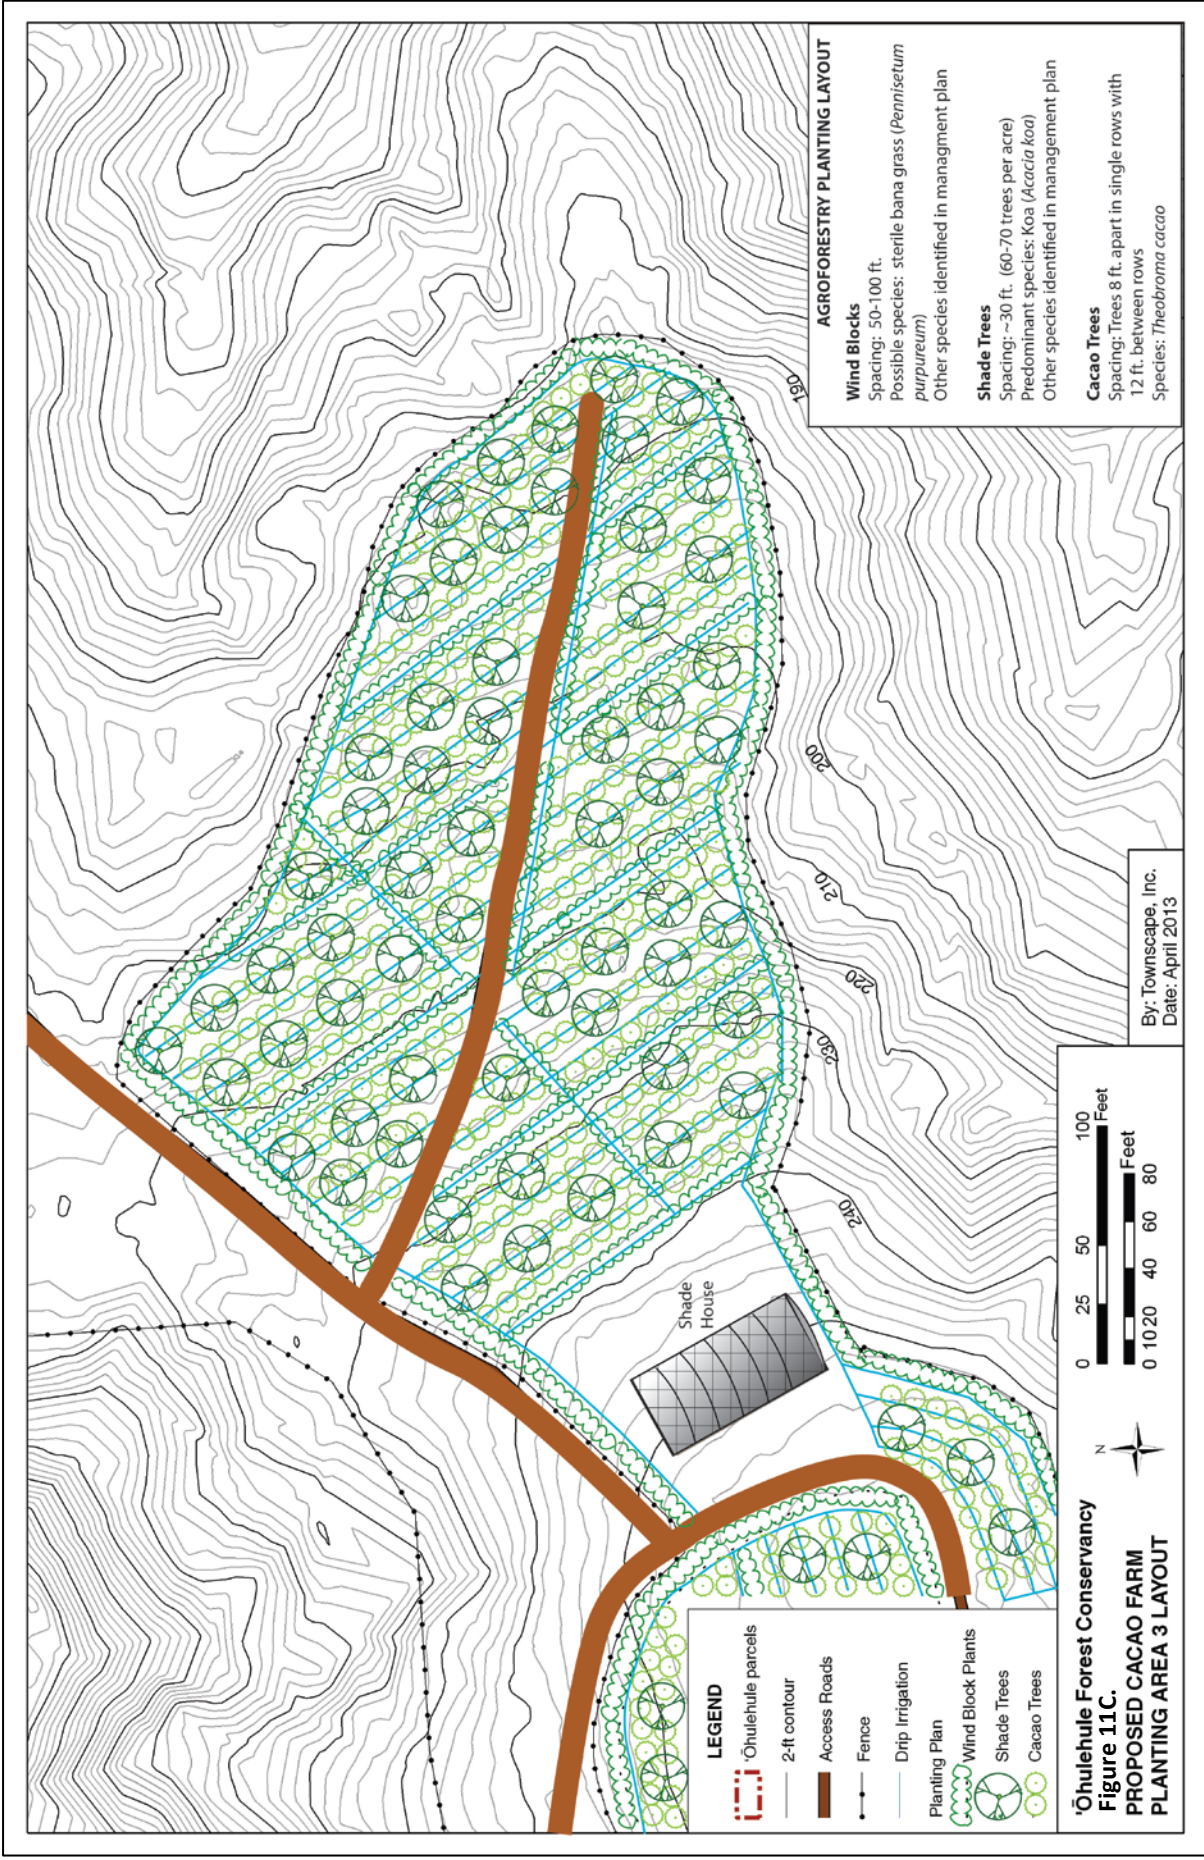 AGROFORESTRY PLANTING LAYOUT
Wind Blocks
Spacing: 50-100 ft.
Possible species: sterile bana grass (Pennisetum
purpureum)
Other species identified in managment plan
Shade Trees
Spacing: ~30 ft. (60-70 trees per acre)
Predominant species: Koa (Acacia koa)
Other species identified in management plan
Cacao Trees
Spacing: Trees 8 ft. apart in single rows with
12 ft. between rows
Species: Theobroma cacao
190
200
210
220
230
240
Shade
House
LEGEND
ʻŌhulehule parcels
2-ft contour
Access Roads
Fence
Drip Irrigation
Planting Plan
Wind Block Plants
Shade Trees
Cacao Trees
ʻŌhulehule Forest Conservancy
Figure 11C.
PROPOSED CACAO FARM
PLANTING AREA 3 LAYOUT
N
0 25 50 100
Feet
0 10 20 40 60 80
Feet
By: Townscape, Inc.
Date: April 2013